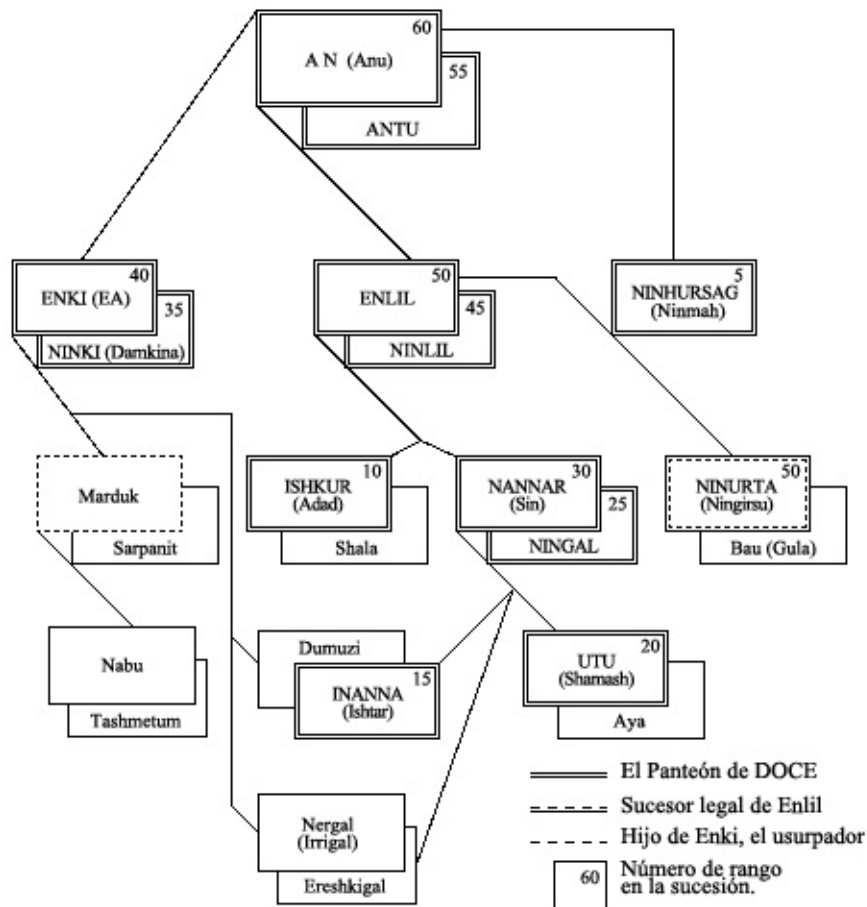 60
A N (Anu)
55
ANTU
40
ENKI (EA)
35
NINKI (Damkina)
50
ENLIL
45
NINLIL
5
NINHURSAG
(Ninmah)
Marduk
Sarpanit
10
ISHKUR
(Adad)
Shala
30
NANNAR
(Sin)
25
NINGAL
50
NINURTA
(Ningirsu)
Bau (Gula)
Nabu
Tashmetum
Dumuzi
15
INANNA
(Ishtar)
20
UTU
(Shamash)
Aya
Nergal
(Irrigal)
Ereshkigal
El Panteón de DOCE
Sucesor legal de Enlil
Hijo de Enki, el usurpador
60
Número de rango
en la sucesión.